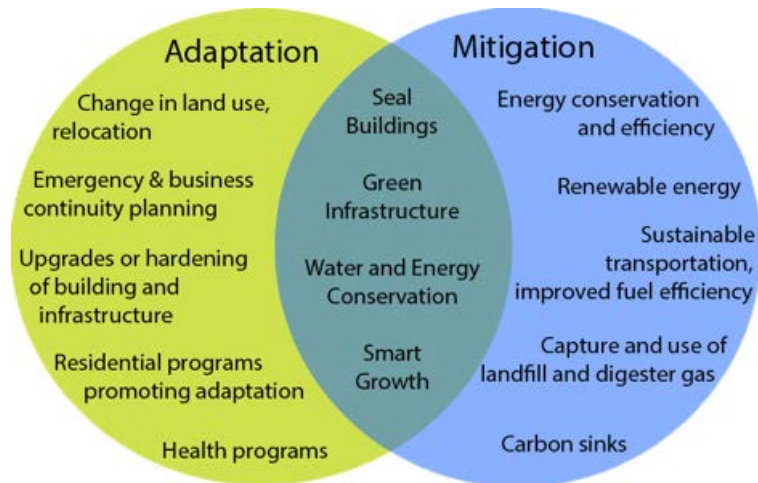 Adaptation
Change in land use,
relocation
Emergency & business
continuity planning
Upgrades or hardening
of building and
infrastructure
Residential programs
promoting adaptation
Health programs
Seal
Buildings
Green
Infrastructure
Water and Energy
Conservation
Smart
Growth
Mitigation
Energy conservation
and efficiency
Renewable energy
Sustainable
transportation,
improved fuel efficiency
Capture and use of
landfill and digester gas
Carbon sinks